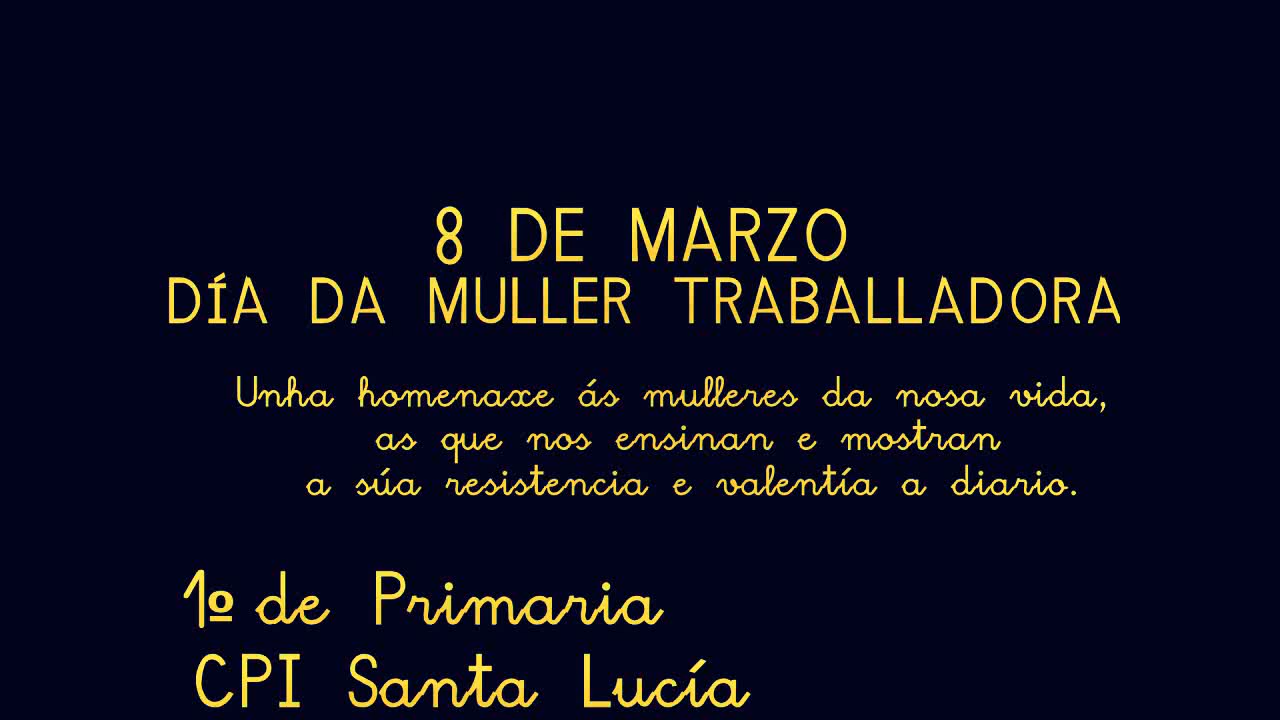 8 DE MARZO
DÍA DA MULLER TRABALLADORA
Unha homenaxe ás mulleres da nosa vida,
as que nos ensinan e mostran
a súa resistencia e valentía a diario.
1º de Primaria
CPI Santa Lucía